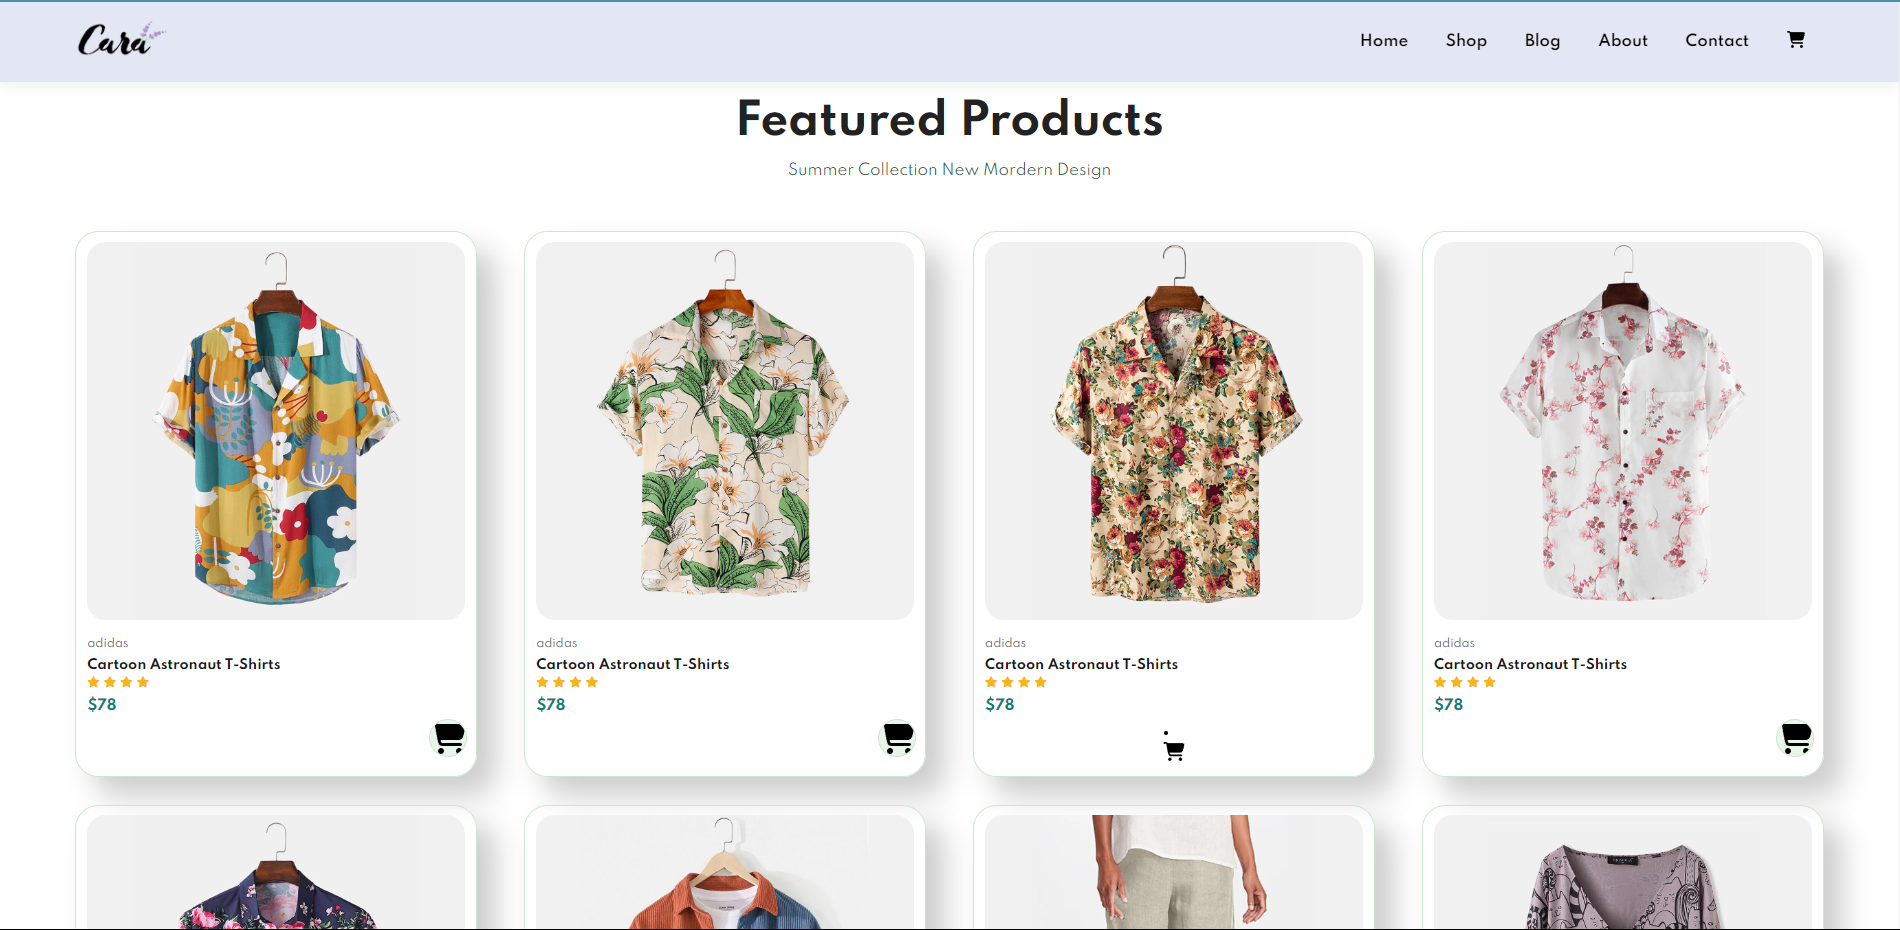 Cara
Home Shop Blog About Contact
Featured Products
Summer Collection New Mordern Design
adidas
Cartoon Astronaut T-Shirts
$78
adidas
Cartoon Astronaut T-Shirts
$78
adidas
Cartoon Astronaut T-Shirts
$78
adidas
Cartoon Astronaut T-Shirts
$78